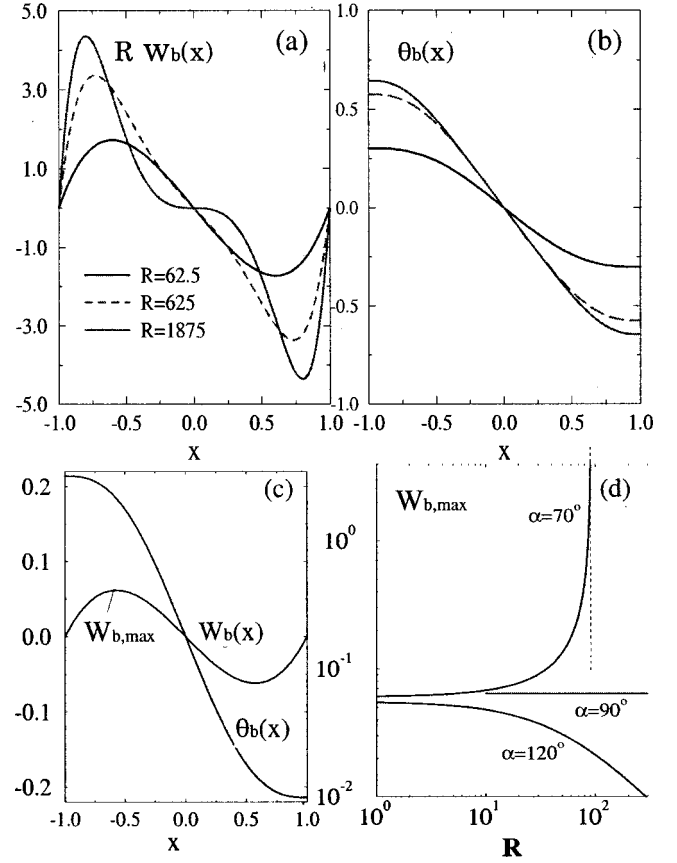 (a) (b)
R Wb(x) θb(x)
5.0 1.0
3.0 0.5
1.0 0.0
-1.0 -0.5
-3.0 -1.0
-5.0
R=62.5
R=625
R=1875
-1.0 -0.5 0.0 0.5 1.0 -1.0 -0.5 0.0 0.5 1.0
x x
(c) (d)
0.2
0.1
0.0
-0.1
-0.2
Wb,max Wb(x)
θb(x)
-1.0 -0.5 0.0 0.5 1.0
x
Wb,max
α=70°
α=90°
α=120°
10⁰
10⁻¹
10⁻²
10⁰ 10¹ 10²
R